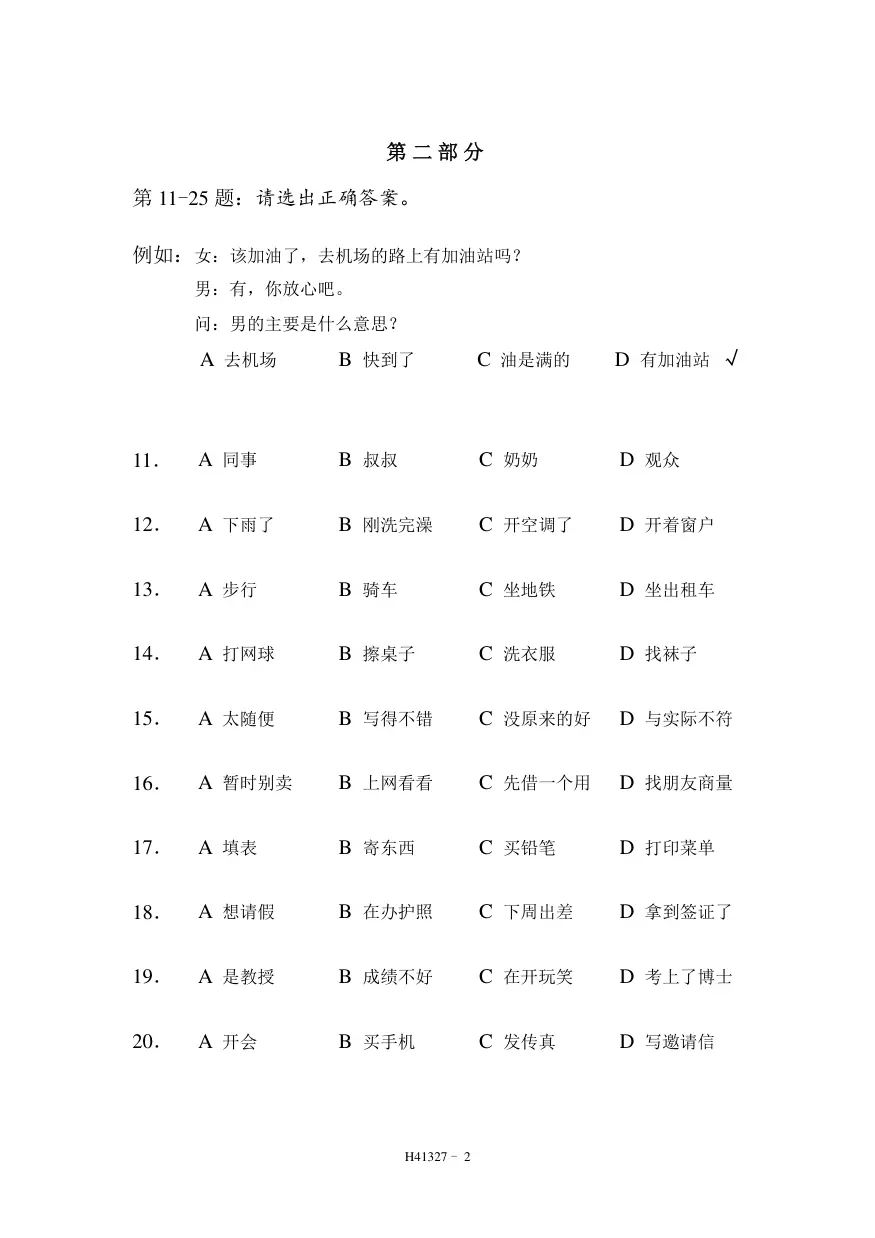 第 二 部 分
第 11-25 题：请选出正确答案。
例如：女：该加油了，去机场的路上有加油站吗？
男：有，你放心吧。
问：男的主要是什么意思？
A 去机场 B 快到了 C 油是满的 D 有加油站 √
11． A 同事 B 叔叔 C 奶奶 D 观众
12． A 下雨了 B 刚洗完澡 C 开空调了 D 开着窗户
13． A 步行 B 骑车 C 坐地铁 D 坐出租车
14． A 打网球 B 擦桌子 C 洗衣服 D 找袜子
15． A 太随便 B 写得不错 C 没原来的好 D 与实际不符
16． A 暂时别卖 B 上网看看 C 先借一个用 D 找朋友商量
17． A 填表 B 寄东西 C 买铅笔 D 打印菜单
18． A 想请假 B 在办护照 C 下周出差 D 拿到签证了
19． A 是教授 B 成绩不好 C 在开玩笑 D 考上了博士
20． A 开会 B 买手机 C 发传真 D 写邀请信
H41327 - 2